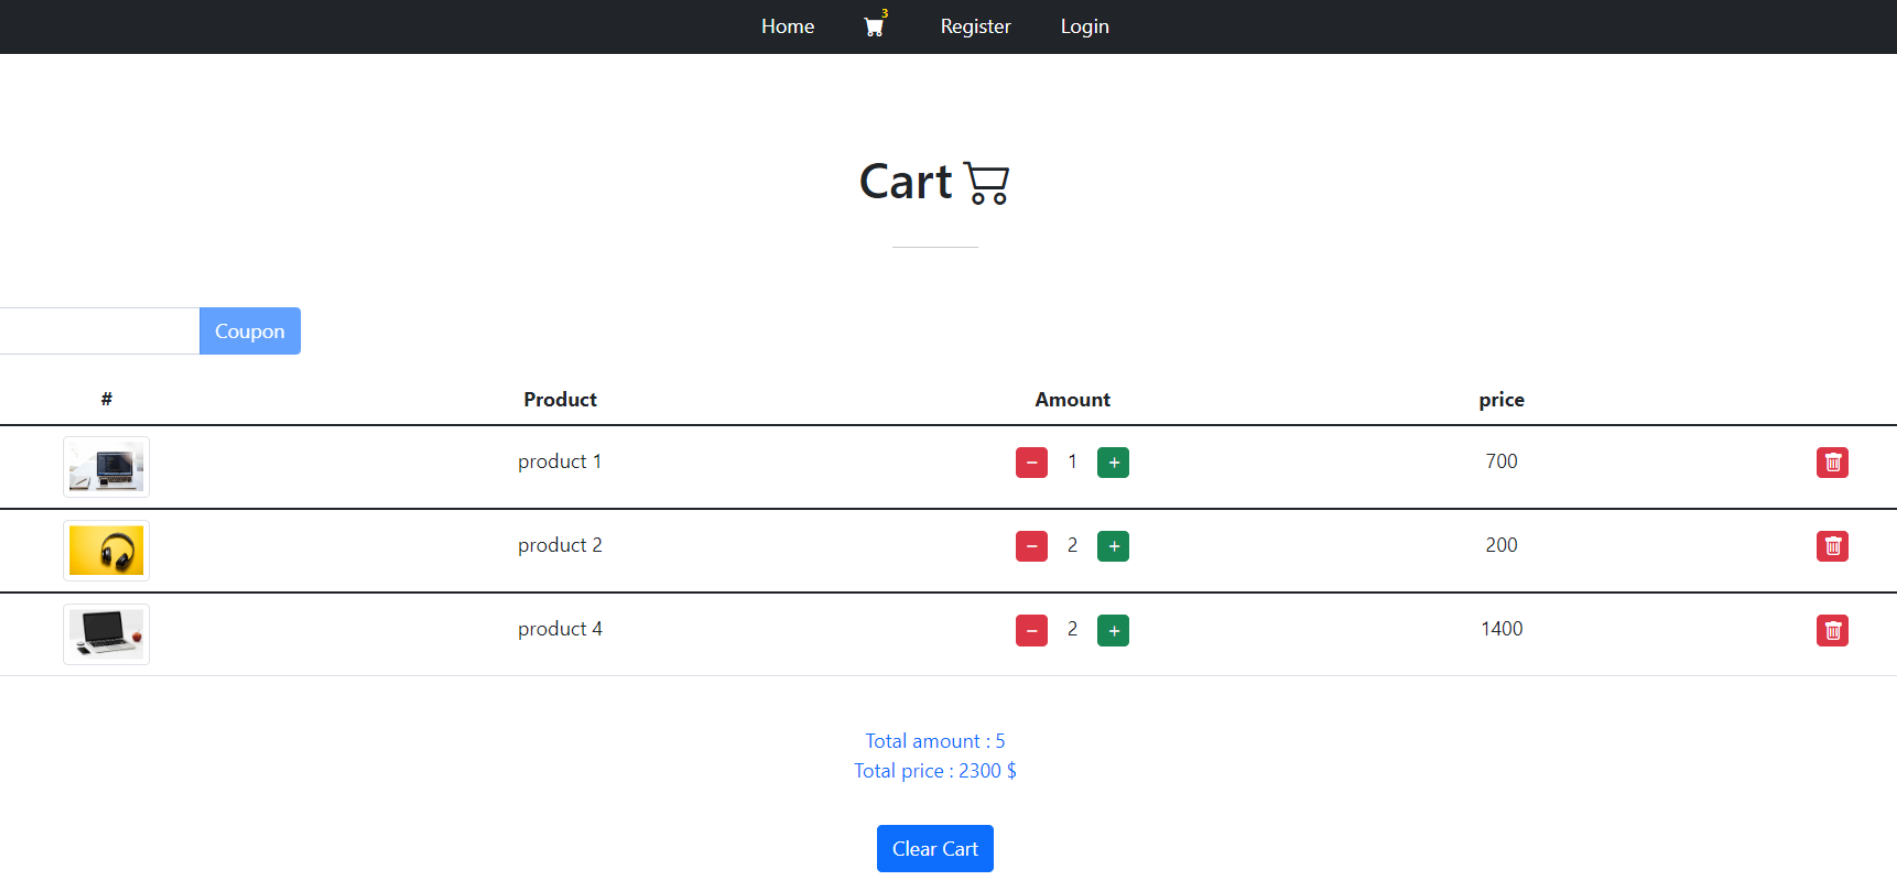 Home 3 Register Login
Cart
Coupon
# Product Amount price
product 1 − 1 + 700
product 2 − 2 + 200
product 4 − 2 + 1400
Total amount : 5
Total price : 2300 $
Clear Cart